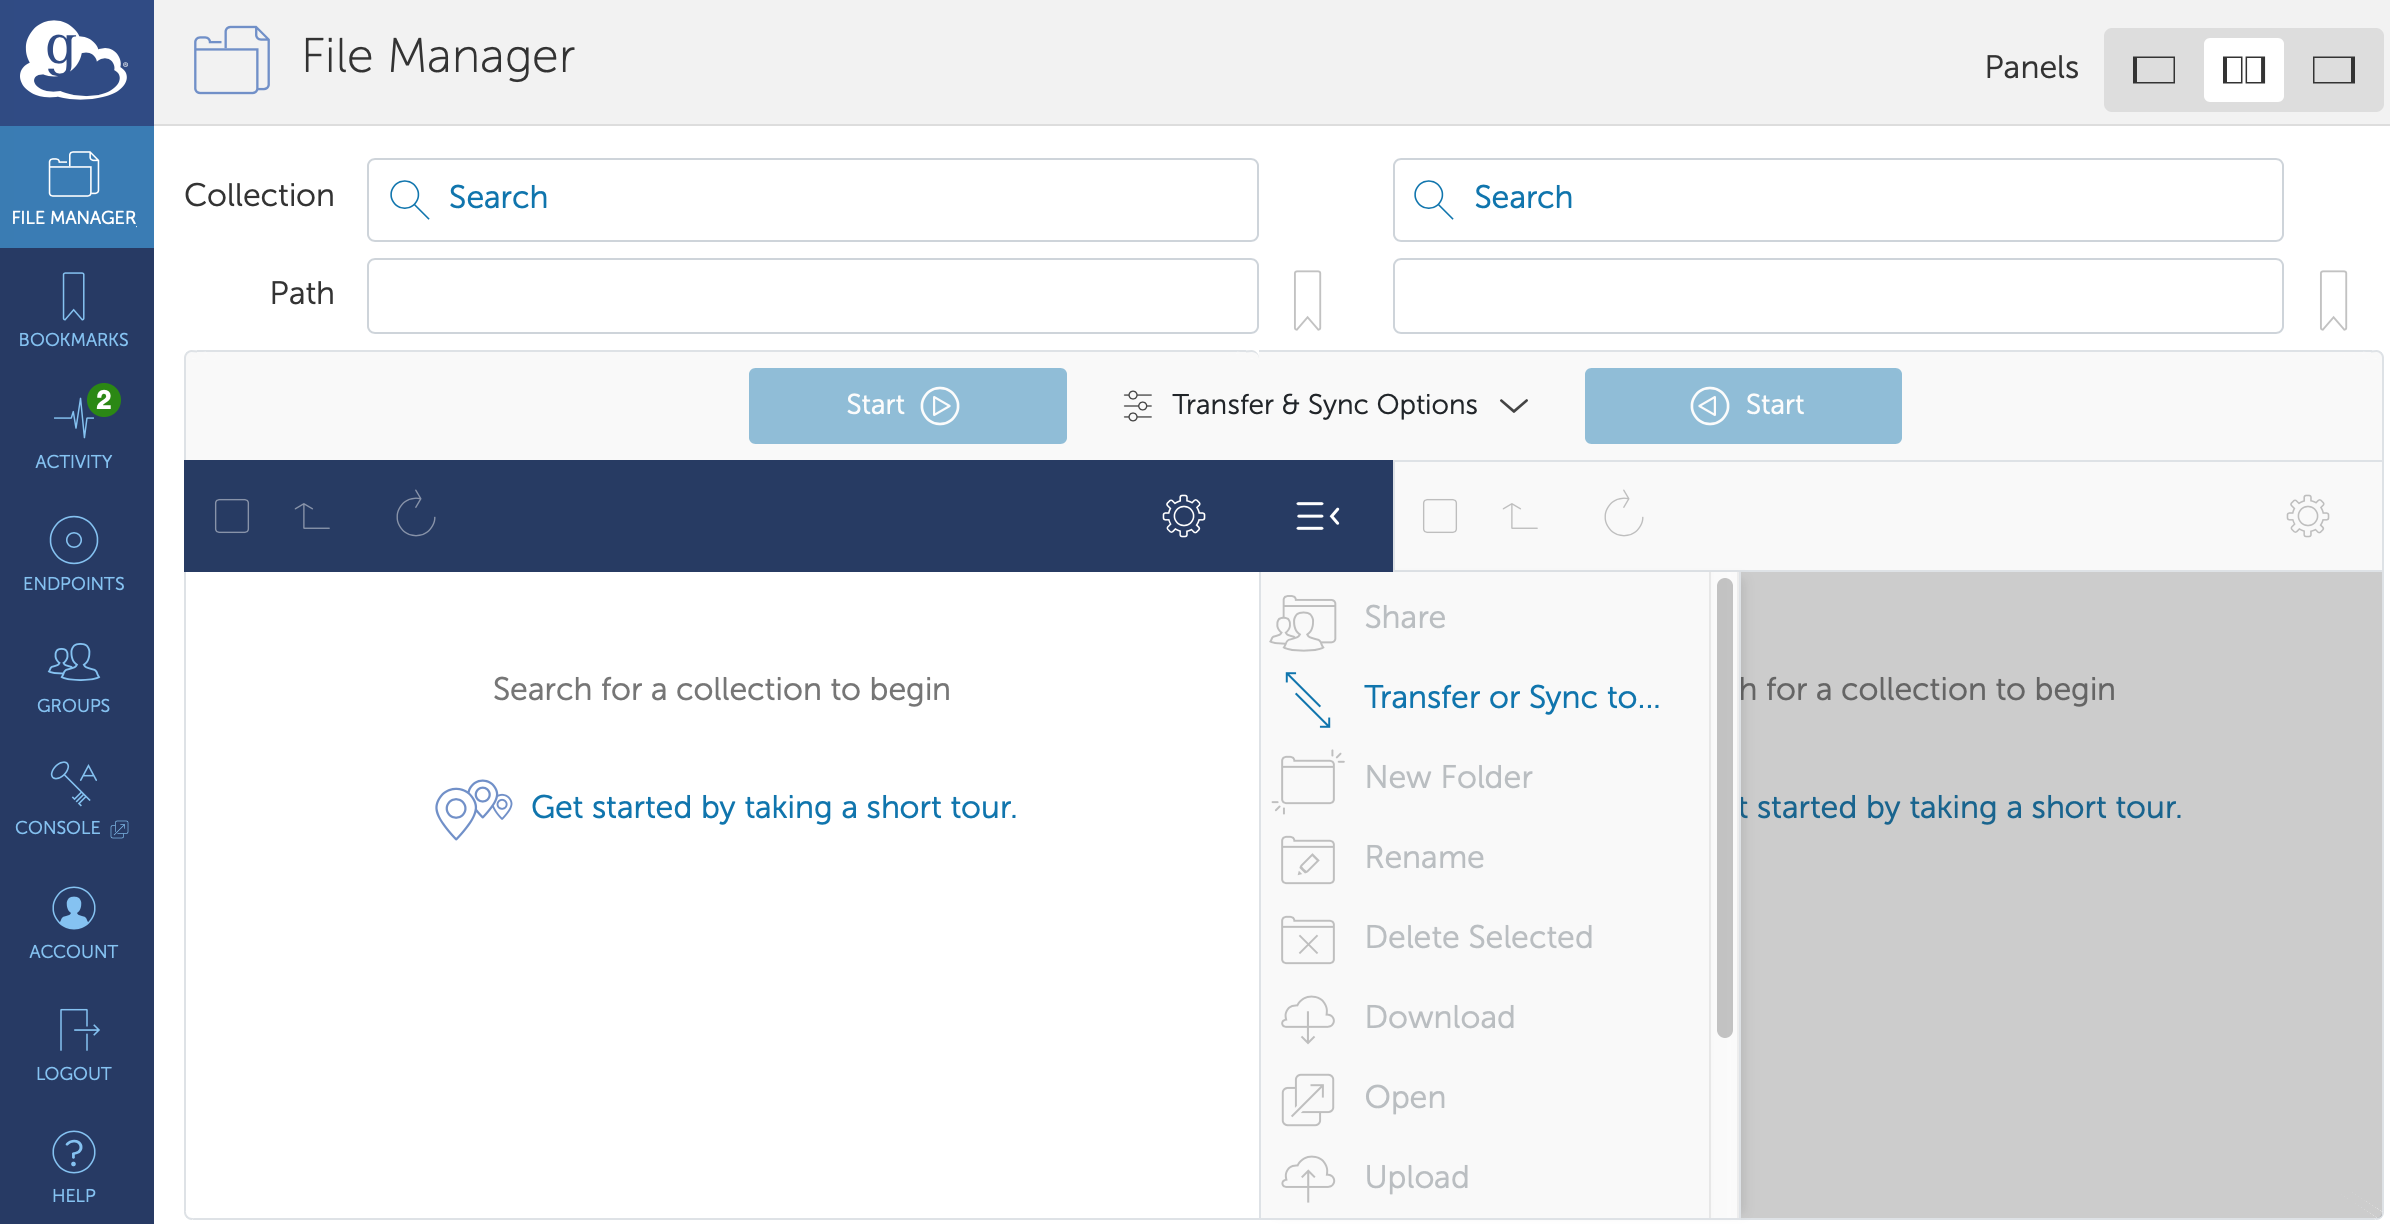 g
File Manager
Panels
FILE MANAGER
BOOKMARKS
2
ACTIVITY
ENDPOINTS
GROUPS
CONSOLE
ACCOUNT
LOGOUT
HELP
Collection
Search
Search
Path
Start
Transfer & Sync Options
Start
Search for a collection to begin
Get started by taking a short tour.
Share
Transfer or Sync to...
New Folder
Rename
Delete Selected
Download
Open
Upload
h for a collection to begin
t started by taking a short tour.